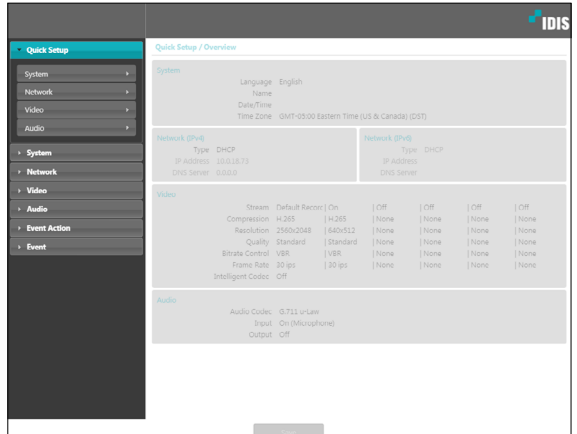 IDIS
Quick Setup
System
Network
Video
Audio
System
Network
Video
Audio
Event Action
Event
Quick Setup / Overview
System
Language English
Name
Date/Time
Time Zone GMT-05:00 Eastern Time (US & Canada) (DST)
Network (IPv4)
Type DHCP
IP Address 10.0.16.73
DNS Server 0.0.0.0
Network (IPv6)
Type DHCP
IP Address
DNS Server
Video
Stream Default Recor | On | Off | Off | Off | Off
Compression H.265 | H.265 | None | None | None | None
Resolution 2560x2048 | 640x512 | None | None | None | None
Quality Standard | Standard | None | None | None | None
Bitrate Control VBR | VBR | None | None | None | None
Frame Rate 30 ips | 30 ips | None | None | None | None
Intelligent Codec Off
Audio
Audio Codec G.711 u-Law
Input On (Microphone)
Output Off